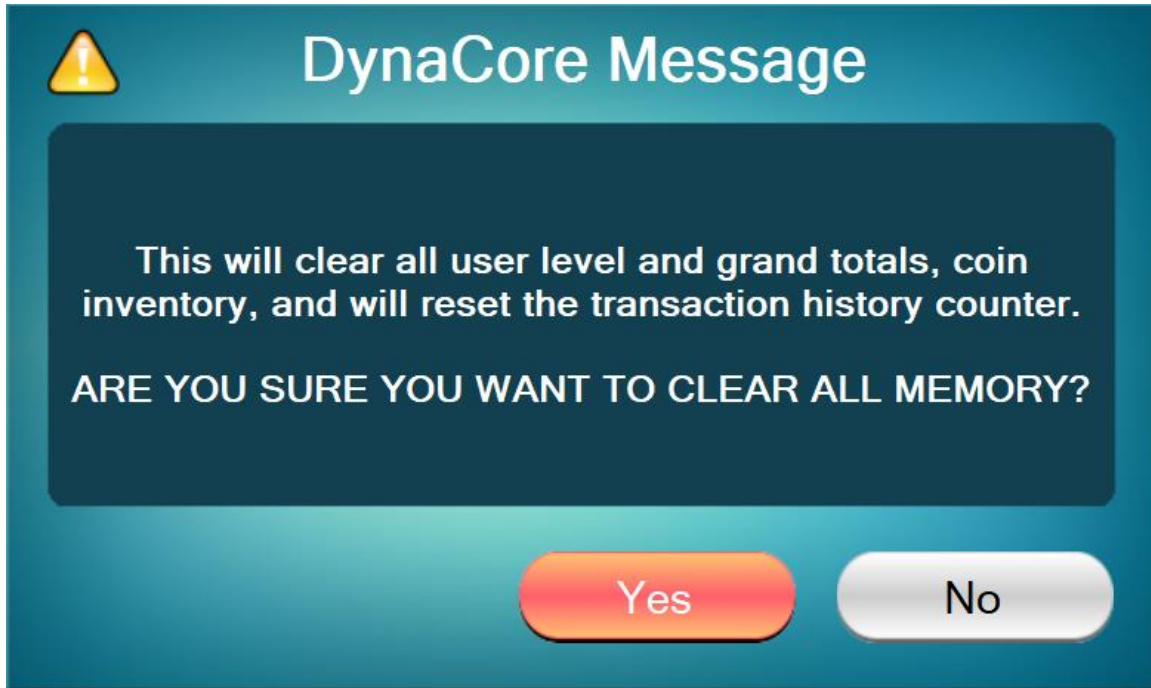 DynaCore Message
This will clear all user level and grand totals, coin
inventory, and will reset the transaction history counter.
ARE YOU SURE YOU WANT TO CLEAR ALL MEMORY?
Yes
No